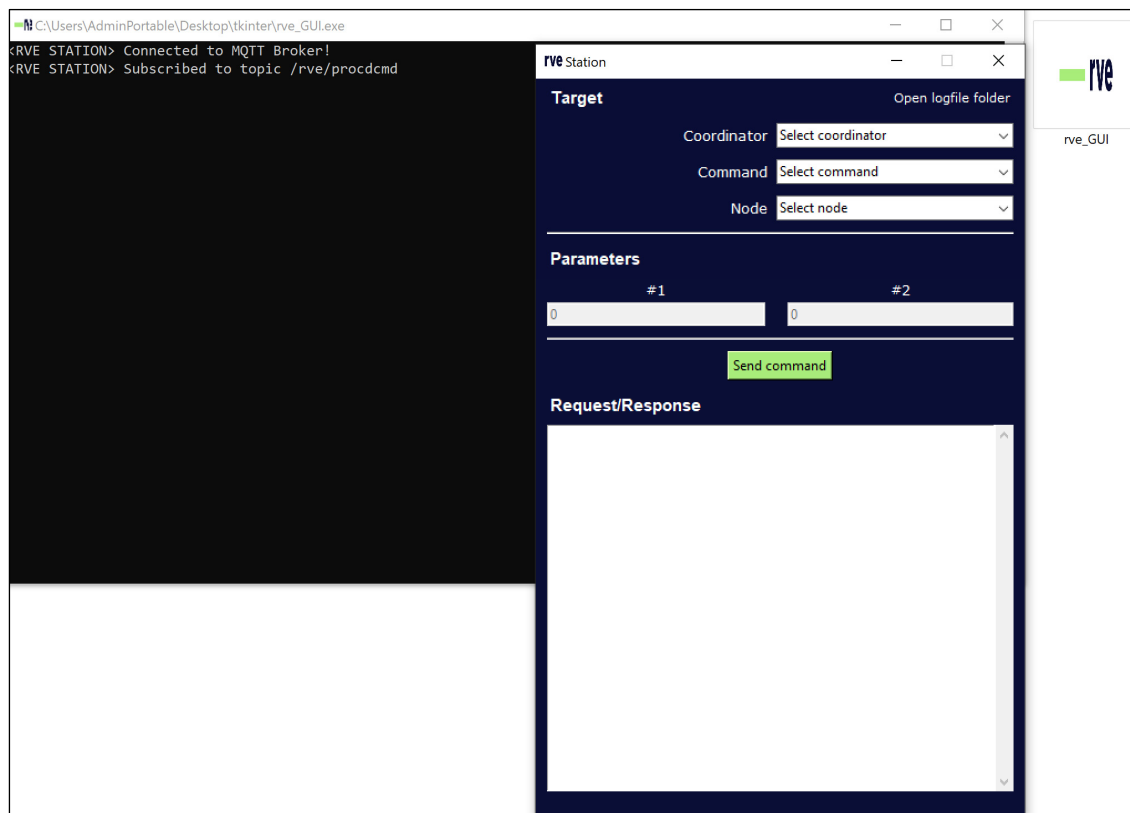 C:\Users\AdminPortable\Desktop\tkinter\rve_GUI.exe
<RVE STATION> Connected to MQTT Broker!
<RVE STATION> Subscribed to topic /rve/procdcmd
rve Station
Target
Open logfile folder
Coordinator Select coordinator
Command Select command
Node Select node
Parameters
#1 #2
0 0
Send command
Request/Response
rve
rve_GUI